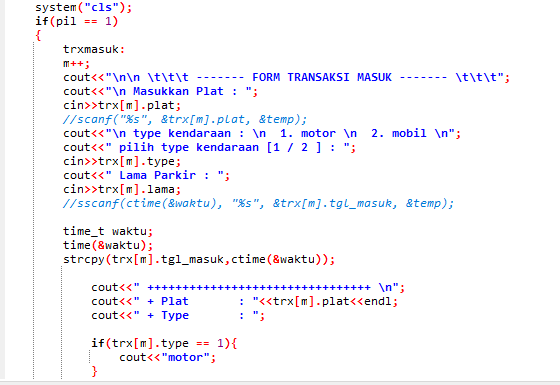 system("cls");
if(pil == 1)
{
trxmasuk:
m++;
cout<<"\n\n \t\t\t ------- FORM TRANSAKSI MASUK ------- \t\t\t";
cout<<"\n Masukkan Plat : ";
cin>>trx[m].plat;
//scanf("%s", &trx[m].plat, &temp);
cout<<"\n type kendaraan : \n  1. motor \n  2. mobil \n";
cout<<" pilih type kendaraan [1 / 2 ] : ";
cin>>trx[m].type;
cout<<" Lama Parkir : ";
cin>>trx[m].lama;
//sscanf(ctime(&waktu), "%s", &trx[m].tgl_masuk, &temp);
time_t waktu;
time(&waktu);
strcpy(trx[m].tgl_masuk,ctime(&waktu));
cout<<" ++++++++++++++++++++++++++++++++ \n";
cout<<" + Plat       : "<<trx[m].plat<<endl;
cout<<" + Type       : ";
if(trx[m].type == 1){
cout<<"motor";
}